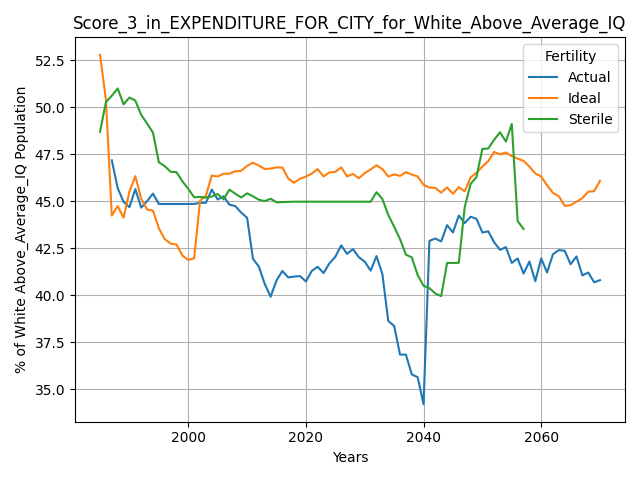 Score_3_in_EXPENDITURE_FOR_CITY_for_White_Above_Average_IQ
Fertility
Actual
Ideal
Sterile
% of White Above_Average_IQ Population
52.5
50.0
47.5
45.0
42.5
40.0
37.5
35.0
2000
2020
2040
2060
Years